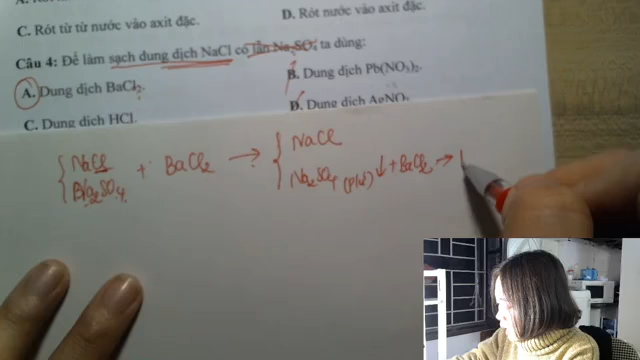 C. Rót từ từ nước vào axit đặc.
D. Rót nước vào axit đặc.
Câu 4: Để làm sạch dung dịch NaCl có lẫn Na₂SO₄ ta dùng:
A. Dung dịch BaCl₂.
B. Dung dịch Pb(NO₃)₂.
C. Dung dịch HCl.
D. Dung dịch AgNO₃
NaCl
Na₂SO₄ + BaCl₂ → NaCl
Na₂SO₄ ↓ + BaCl₂ →